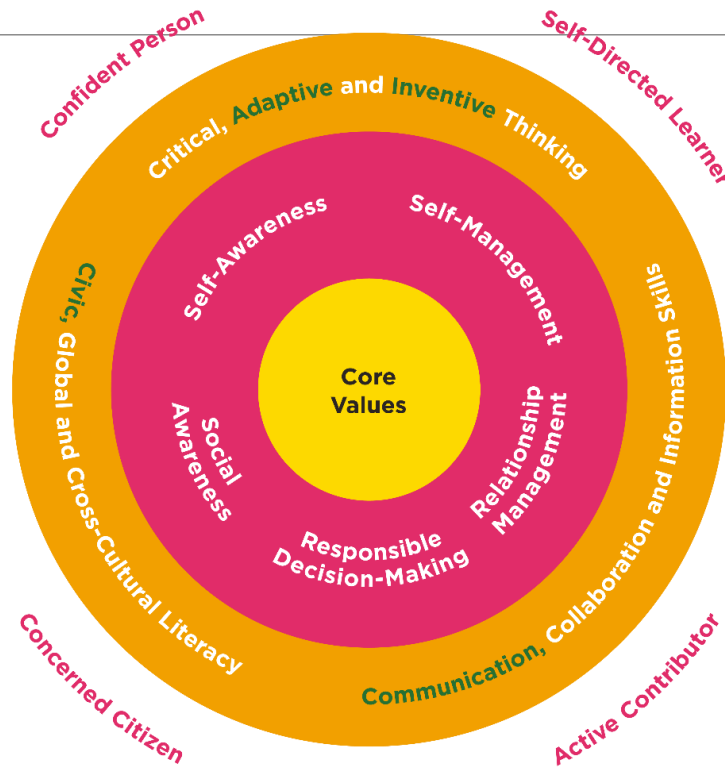 Confident Person
Self-Directed Learner
Critical, Adaptive and Inventive Thinking
Self-Awareness
Self-Management
Civic, Global and Cross-Cultural Literacy
Communication, Collaboration and Information Skills
Core
Values
Social
Awareness
Relationship
Management
Responsible
Decision-Making
Concerned Citizen
Active Contributor